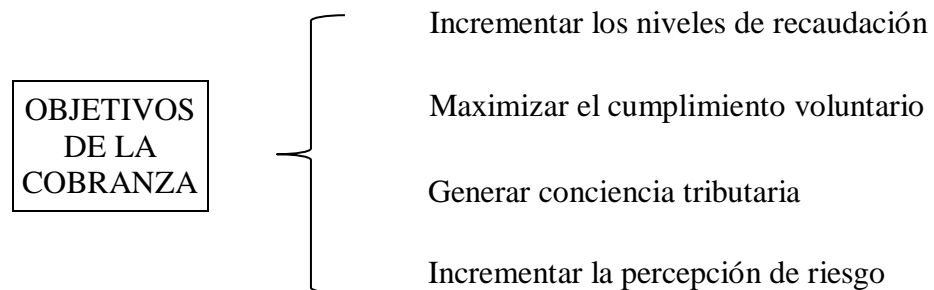 OBJETIVOS
DE LA
COBRANZA
Incrementar los niveles de recaudación
Maximizar el cumplimiento voluntario
Generar conciencia tributaria
Incrementar la percepción de riesgo